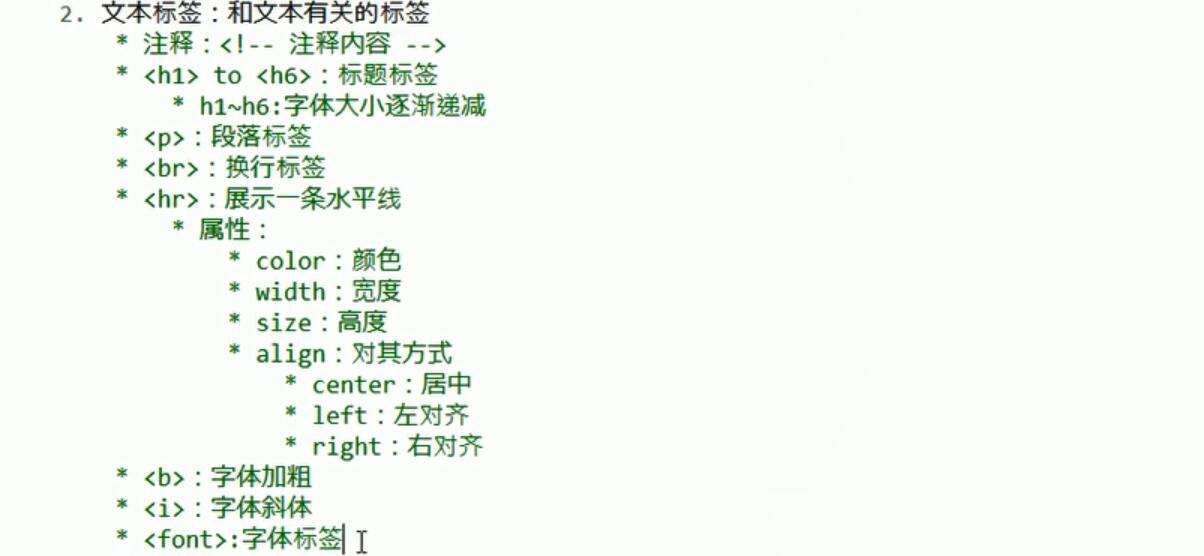 2. 文本标签：和文本有关的标签
* 注释：<!-- 注释内容 -->
* <h1> to <h6>：标题标签
* h1~h6:字体大小逐渐递减
* <p>：段落标签
* <br>：换行标签
* <hr>：展示一条水平线
* 属性：
* color：颜色
* width：宽度
* size：高度
* align：对其方式
* center：居中
* left：左对齐
* right：右对齐
* <b>：字体加粗
* <i>：字体斜体
* <font>:字体标签